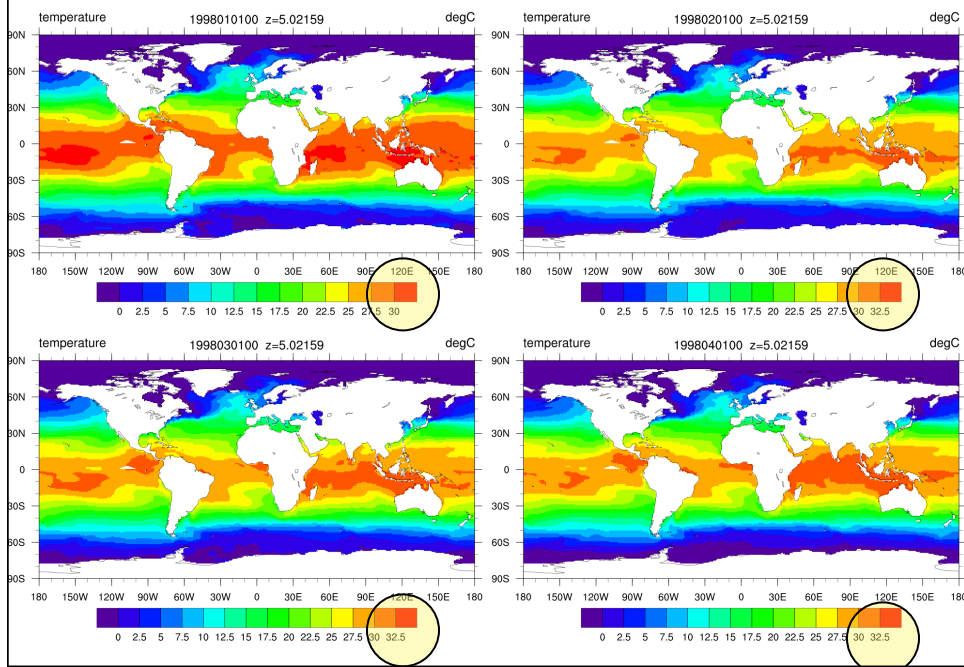 temperature 1998010100 z=5.02159 degC
90N
60N
30N
0
30S
60S
90S
180 150W 120W 90W 60W 30W 0 30E 60E 90E 120E 150E 180
0 2.5 5 7.5 10 12.5 15 17.5 20 22.5 25 27.5 30
temperature 1998020100 z=5.02159 degC
90N
60N
30N
0
30S
60S
90S
180 150W 120W 90W 60W 30W 0 30E 60E 90E 120E 150E 180
0 2.5 5 7.5 10 12.5 15 17.5 20 22.5 25 27.5 30 32.5
temperature 1998030100 z=5.02159 degC
90N
60N
30N
0
30S
60S
90S
180 150W 120W 90W 60W 30W 0 30E 60E 90E 120E 150E 180
0 2.5 5 7.5 10 12.5 15 17.5 20 22.5 25 27.5 30 32.5
temperature 1998040100 z=5.02159 degC
90N
60N
30N
0
30S
60S
90S
180 150W 120W 90W 60W 30W 0 30E 60E 90E 120E 150E 180
0 2.5 5 7.5 10 12.5 15 17.5 20 22.5 25 27.5 30 32.5